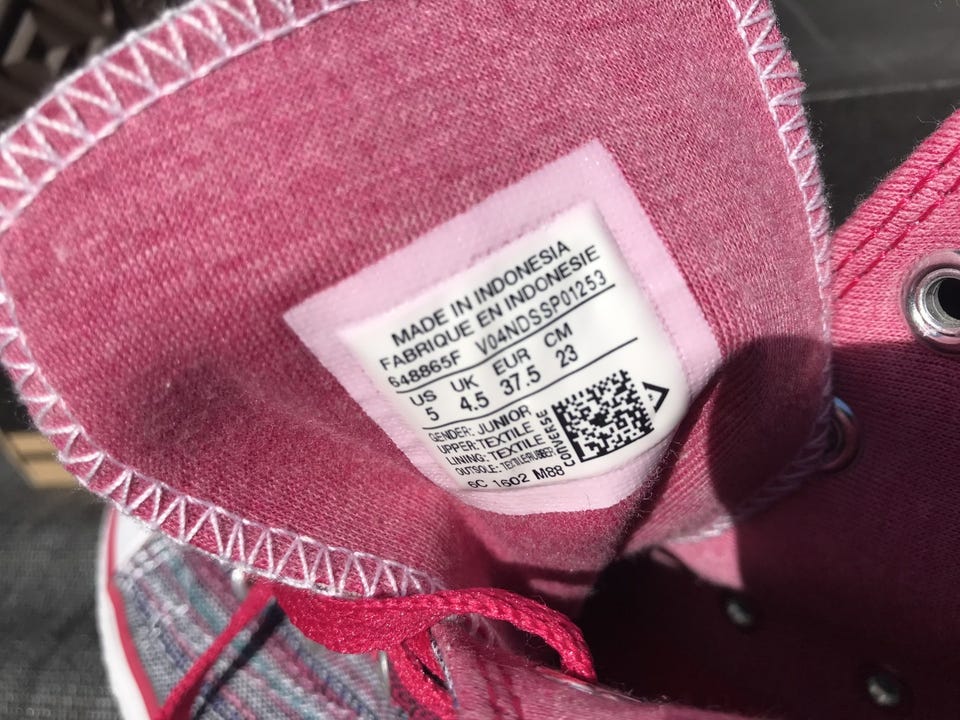 MADE IN INDONESIA
FABRIQUE EN INDONESIE
648865F V04NDSSP01253
US UK EUR CM
5 4.5 37.5 23
GENDER: JUNIOR
UPPER: TEXTILE
LINING: TEXTILE
OUTSOLE: TEXTILE/RUBBER
CONVERSE
6C 1602 M88